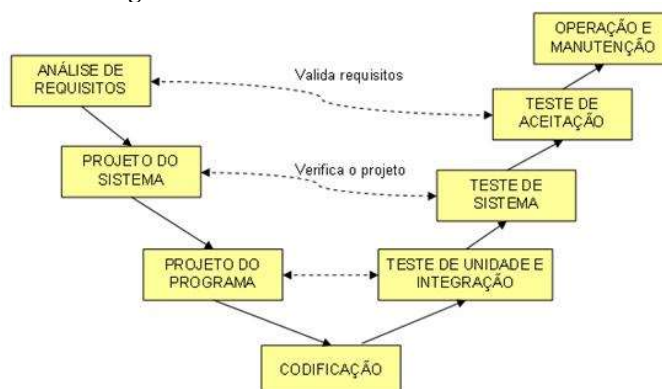 OPERAÇÃO E
MANUTENÇÃO
ANÁLISE DE
REQUISITOS
Valida requisitos
TESTE DE
ACEITAÇÃO
PROJETO DO
SISTEMA
Verifica o projeto
TESTE DE
SISTEMA
PROJETO DO
PROGRAMA
TESTE DE UNIDADE E
INTEGRAÇÃO
CODIFICAÇÃO